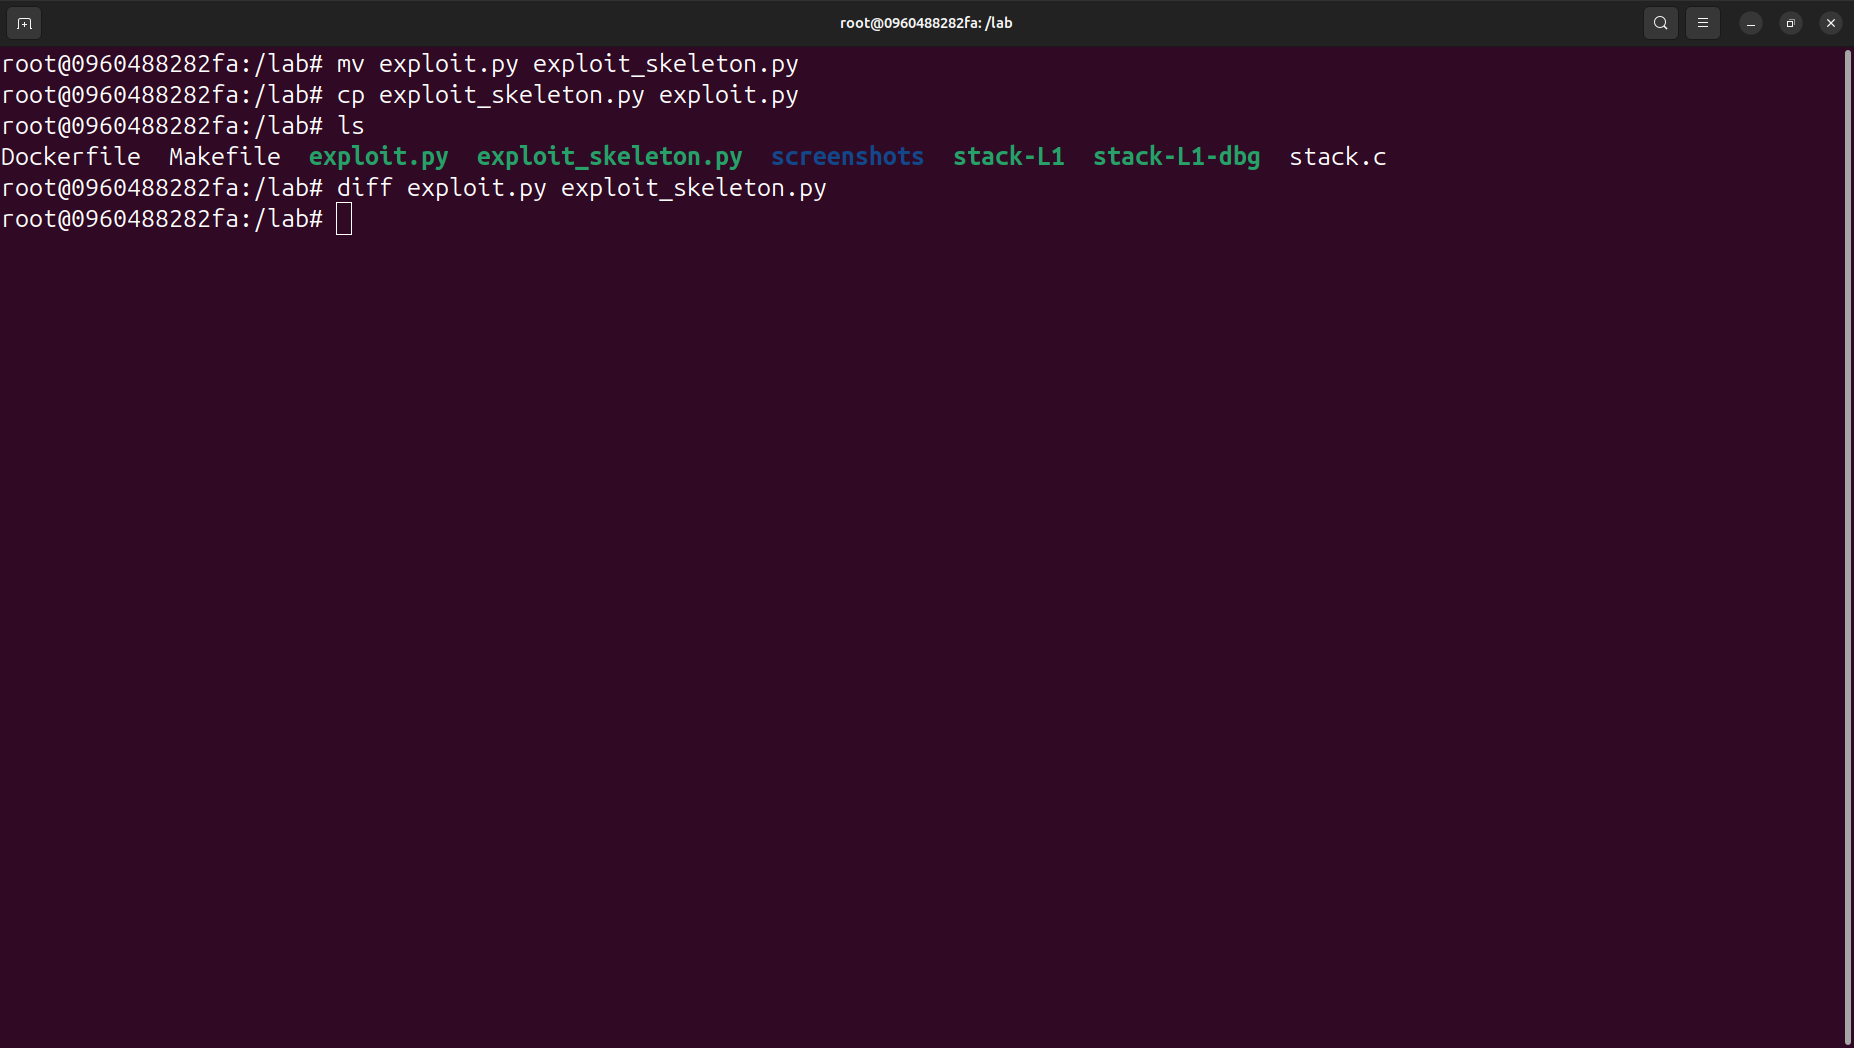 root@0960488282fa: /lab
root@0960488282fa:/lab# mv exploit.py exploit_skeleton.py
root@0960488282fa:/lab# cp exploit_skeleton.py exploit.py
root@0960488282fa:/lab# ls
Dockerfile  Makefile  exploit.py  exploit_skeleton.py  screenshots  stack-L1  stack-L1-dbg  stack.c
root@0960488282fa:/lab# diff exploit.py exploit_skeleton.py
root@0960488282fa:/lab#